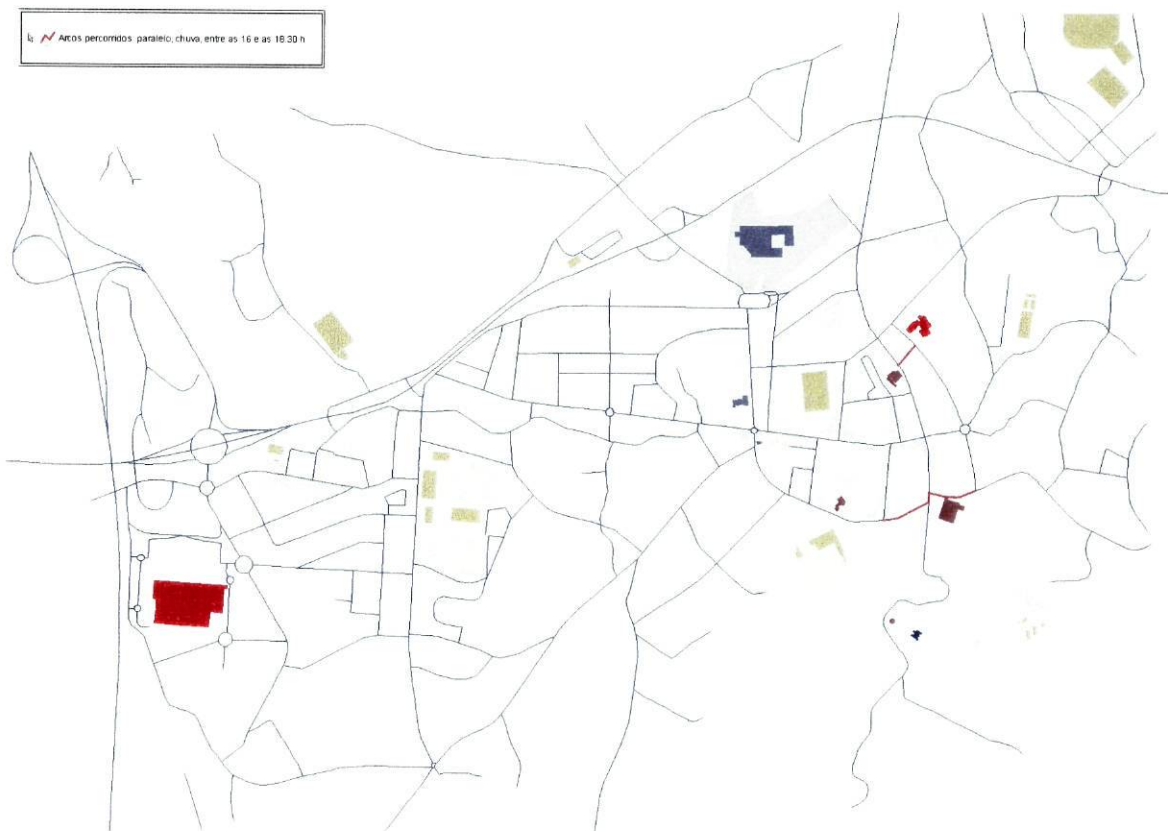 Arcos percorridos: paralelo, chuva, entre as 16 e as 18:30 h